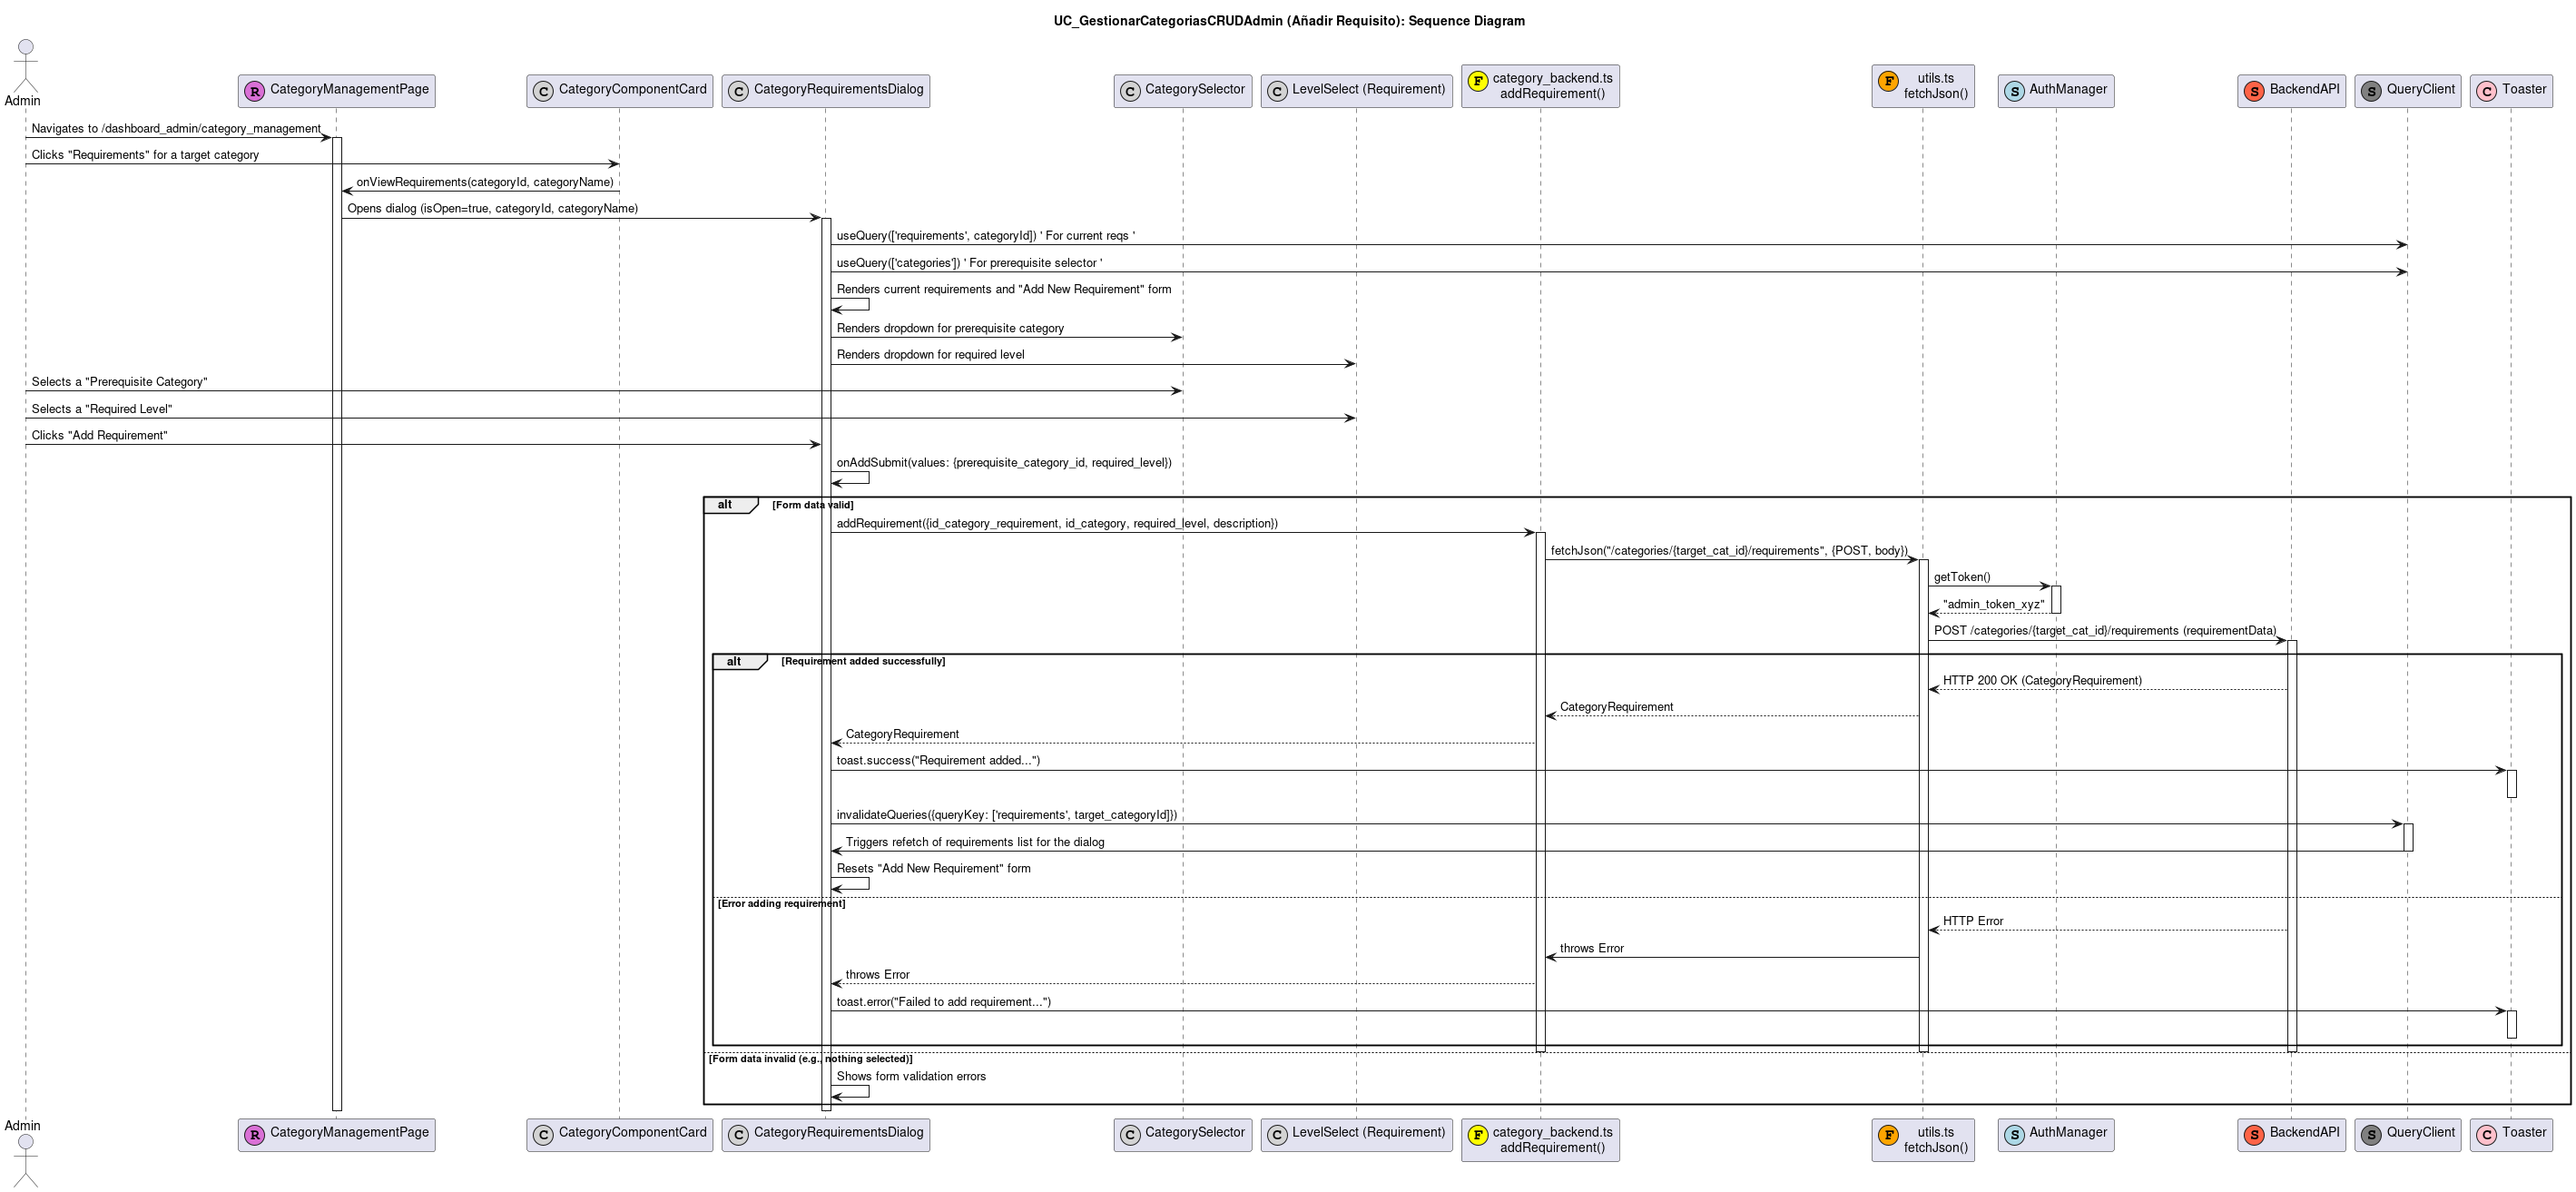 UC_GestionarCategoriasCRUDAdmin (Añadir Requisito): Sequence Diagram
Admin
R CategoryManagementPage
C CategoryComponentCard
C CategoryRequirementsDialog
C CategorySelector
C LevelSelect (Requirement)
F category_backend.ts
addRequirement()
F utils.ts
fetchJson()
S AuthManager
S BackendAPI
S QueryClient
C Toaster
Navigates to /dashboard_admin/category_management
Clicks "Requirements" for a target category
onViewRequirements(categoryId, categoryName)
Opens dialog (isOpen=true, categoryId, categoryName)
useQuery(['requirements', categoryId]) ' For current reqs '
useQuery(['categories']) ' For prerequisite selector '
Renders current requirements and "Add New Requirement" form
Renders dropdown for prerequisite category
Renders dropdown for required level
Selects a "Prerequisite Category"
Selects a "Required Level"
Clicks "Add Requirement"
onAddSubmit(values: {prerequisite_category_id, required_level})
alt [Form data valid]
addRequirement({id_category_requirement, id_category, required_level, description})
fetchJson("/categories/{target_cat_id}/requirements", {POST, body})
getToken()
"admin_token_xyz"
POST /categories/{target_cat_id}/requirements (requirementData)
alt [Requirement added successfully]
HTTP 200 OK (CategoryRequirement)
CategoryRequirement
CategoryRequirement
toast.success("Requirement added...")
invalidateQueries({queryKey: ['requirements', target_categoryId]})
Triggers refetch of requirements list for the dialog
Resets "Add New Requirement" form
[Error adding requirement]
HTTP Error
throws Error
throws Error
toast.error("Failed to add requirement...")
[Form data invalid (e.g., nothing selected)]
Shows form validation errors
Admin
R CategoryManagementPage
C CategoryComponentCard
C CategoryRequirementsDialog
C CategorySelector
C LevelSelect (Requirement)
F category_backend.ts
addRequirement()
F utils.ts
fetchJson()
S AuthManager
S BackendAPI
S QueryClient
C Toaster